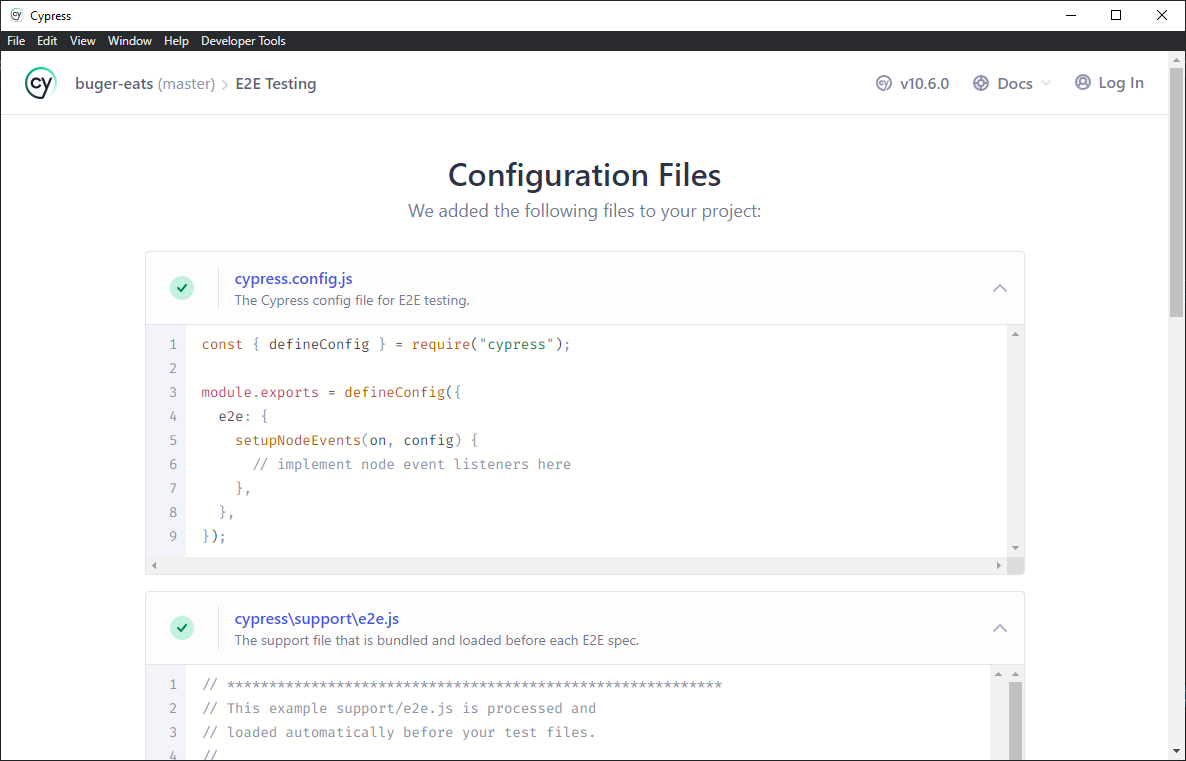 Cypress
File Edit View Window Help Developer Tools
cy buger-eats (master) > E2E Testing
cy v10.6.0 Docs Log In
Configuration Files
We added the following files to your project:
cypress.config.js
The Cypress config file for E2E testing.
1 const { defineConfig } = require("cypress");
2
3 module.exports = defineConfig({
4   e2e: {
5     setupNodeEvents(on, config) {
6       // implement node event listeners here
7     },
8   },
9 });
cypress\support\e2e.js
The support file that is bundled and loaded before each E2E spec.
1 // ***********************************************************
2 // This example support/e2e.js is processed and
3 // loaded automatically before your test files.
4 //